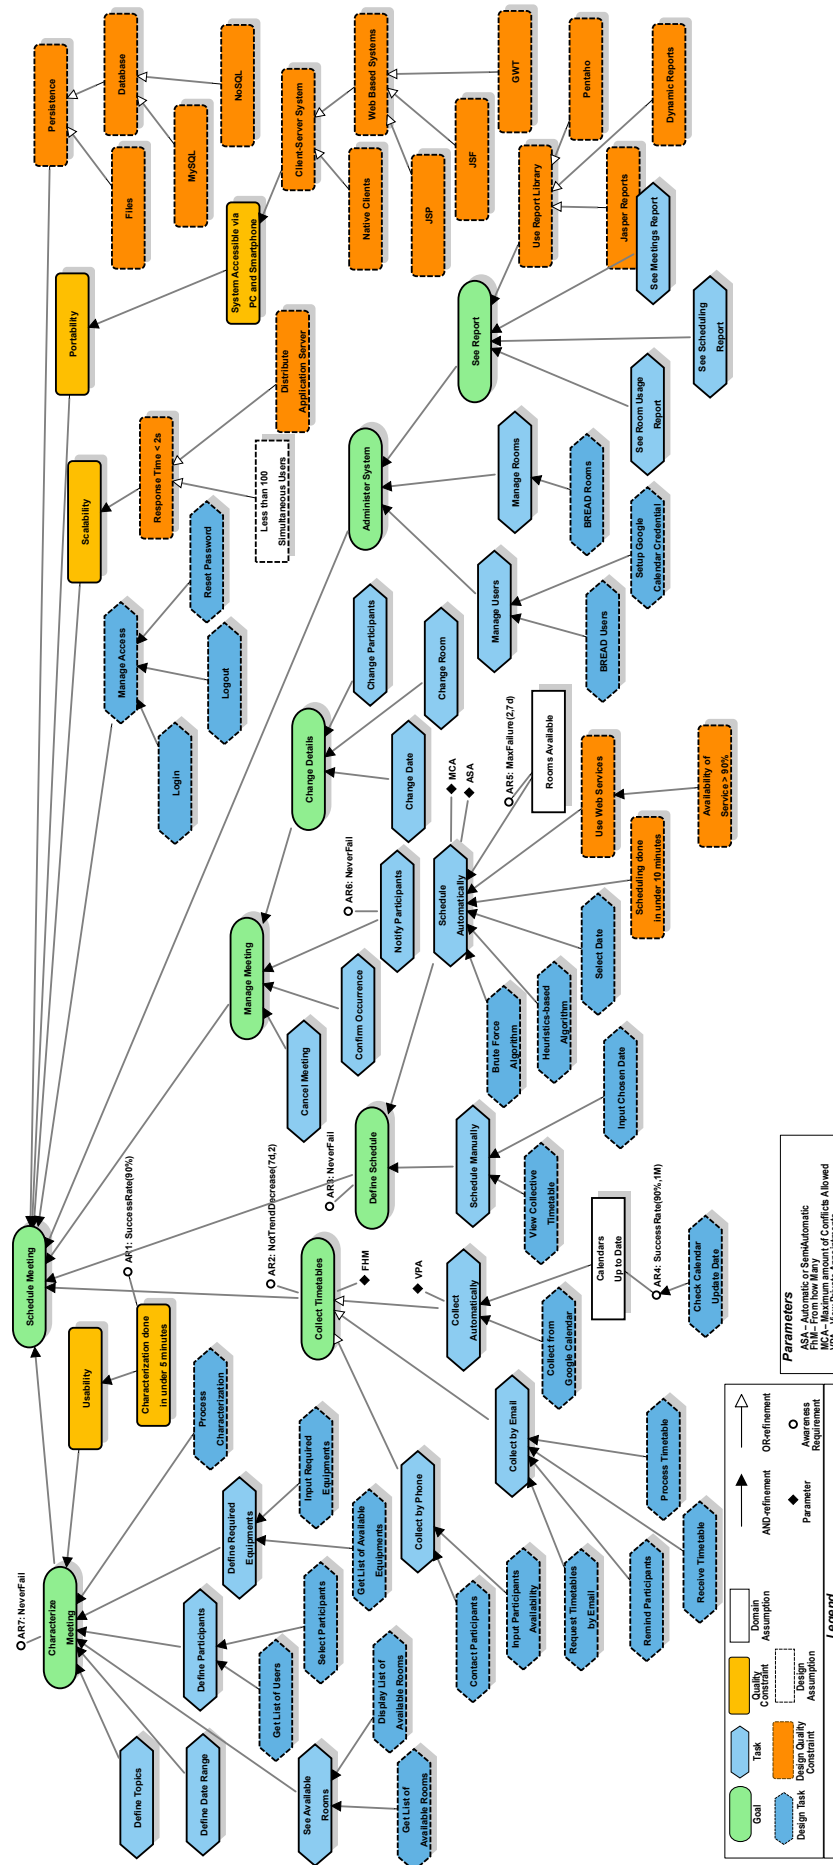 AR7: NeverFail
Schedule Meeting
Characterize
Meeting
Usability
AR1: SuccessRate(90%)
Characterization done
in under 5 minutes
Scalability
Portability
Persistence
Files
Database
MySQL
NoSQL
System Accessible via
PC and Smartphone
Client-Server System
Native Clients
Web Based Systems
JSP
JSF
GWT
Response Time < 2s
Less than 100
Simultaneous Users
Distribute
Application Server
Manage Access
Login
Logout
Reset Password
Define Topics
Define Date Range
See Available
Rooms
Get List of
Available Rooms
Display List of
Available Rooms
Define Participants
Get List of Users
Select Participants
Define Required
Equipments
Get List of Available
Equipments
Input Required
Equipments
Process
Characterization
AR2: NotTrendDecrease(7d,2)
Collect Timetables
FHM
Collect by Phone
Contact Participants
Input Participants
Availability
Collect by Email
Request Timetables
by Email
Remind Participants
Receive Timetable
Process Timetable
VPA
Collect
Automatically
Collect from
Google Calendar
Calendars
Up to Date
AR4: SuccessRate(90%,1M)
Check Calendar
Update Date
AR3: NeverFail
Define Schedule
Schedule Manually
View Collective
Timetable
Input Chosen Date
Schedule
Automatically
MCA
ASA
Brute Force
Algorithm
Heuristics-based
Algorithm
Select Date
Scheduling done
in under 10 minutes
Use Web Services
Availability of
Service > 90%
AR5: MaxFailure(2,7d)
Rooms Available
Manage Meeting
Cancel Meeting
Confirm Occurrence
AR6: NeverFail
Notify Participants
Change Details
Change Date
Change Room
Change Participants
Administer System
Manage Users
BREAD Users
Setup Google
Calendar Credential
Manage Rooms
BREAD Rooms
See Report
See Room Usage
Report
See Scheduling
Report
See Meetings Report
Use Report Library
Jasper Reports
Dynamic Reports
Pentaho
Goal
Task
Quality
Constraint
Domain
Assumption
AND-refinement
OR-refinement
Design Task
Design Quality
Constraint
Design
Assumption
Parameter
Awareness
Requirement
Legend
Parameters
ASA – Automatic or SemiAutomatic
FhM – From how Many
MCA – Maximum amount of Conflicts Allowed